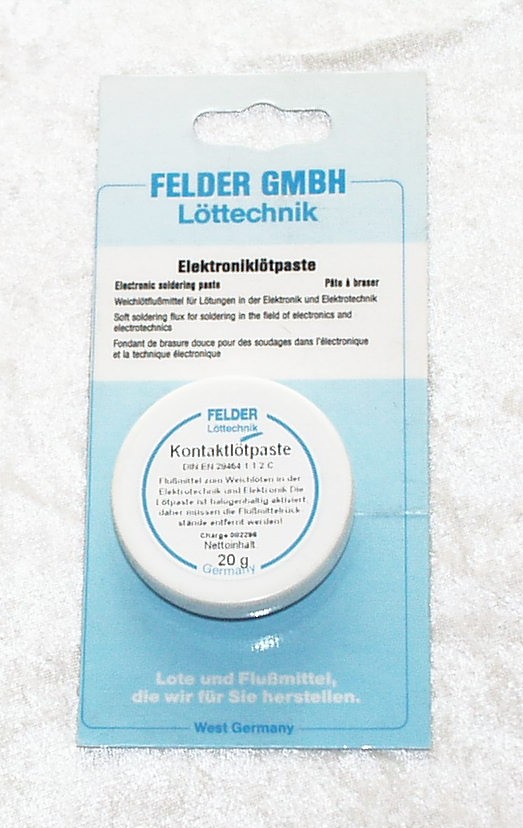 FELDER GMBH
Löttechnik
Elektroniklötpaste
Electronic soldering paste Pâte à braser
Weichlötflußmittel für Lötungen in der Elektronik und Elektrotechnik
Soft soldering flux for soldering in the field of electronics and
electrotechnics
Fondant de brasure douce pour des soudages dans l'électronique
et la technique électronique
FELDER
Löttechnik
Kontaktlötpaste
DIN EN 29454 1.1.2 C
Flußmittel zum Weichlöten in der
Elektrotechnik und Elektronik Die
Lötpaste ist halogenhaltig aktiviert
daher müssen die Flußmittelrück
stände entfernt werden!
Charge 082298
Nettoinhalt
20 g
Germany
Lote und Flußmittel,
die wir für Sie herstellen.
West Germany